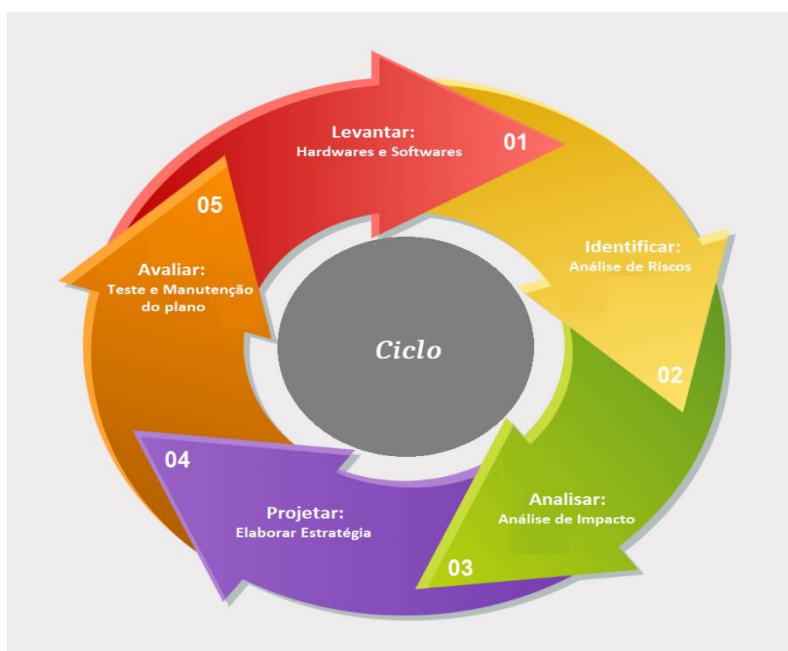 Levantar:
Hardwares e Softwares
01
Identificar:
Análise de Riscos
02
Analisar:
Análise de Impacto
03
Projetar:
Elaborar Estratégia
04
Avaliar:
Teste e Manutenção
do plano
05
Ciclo